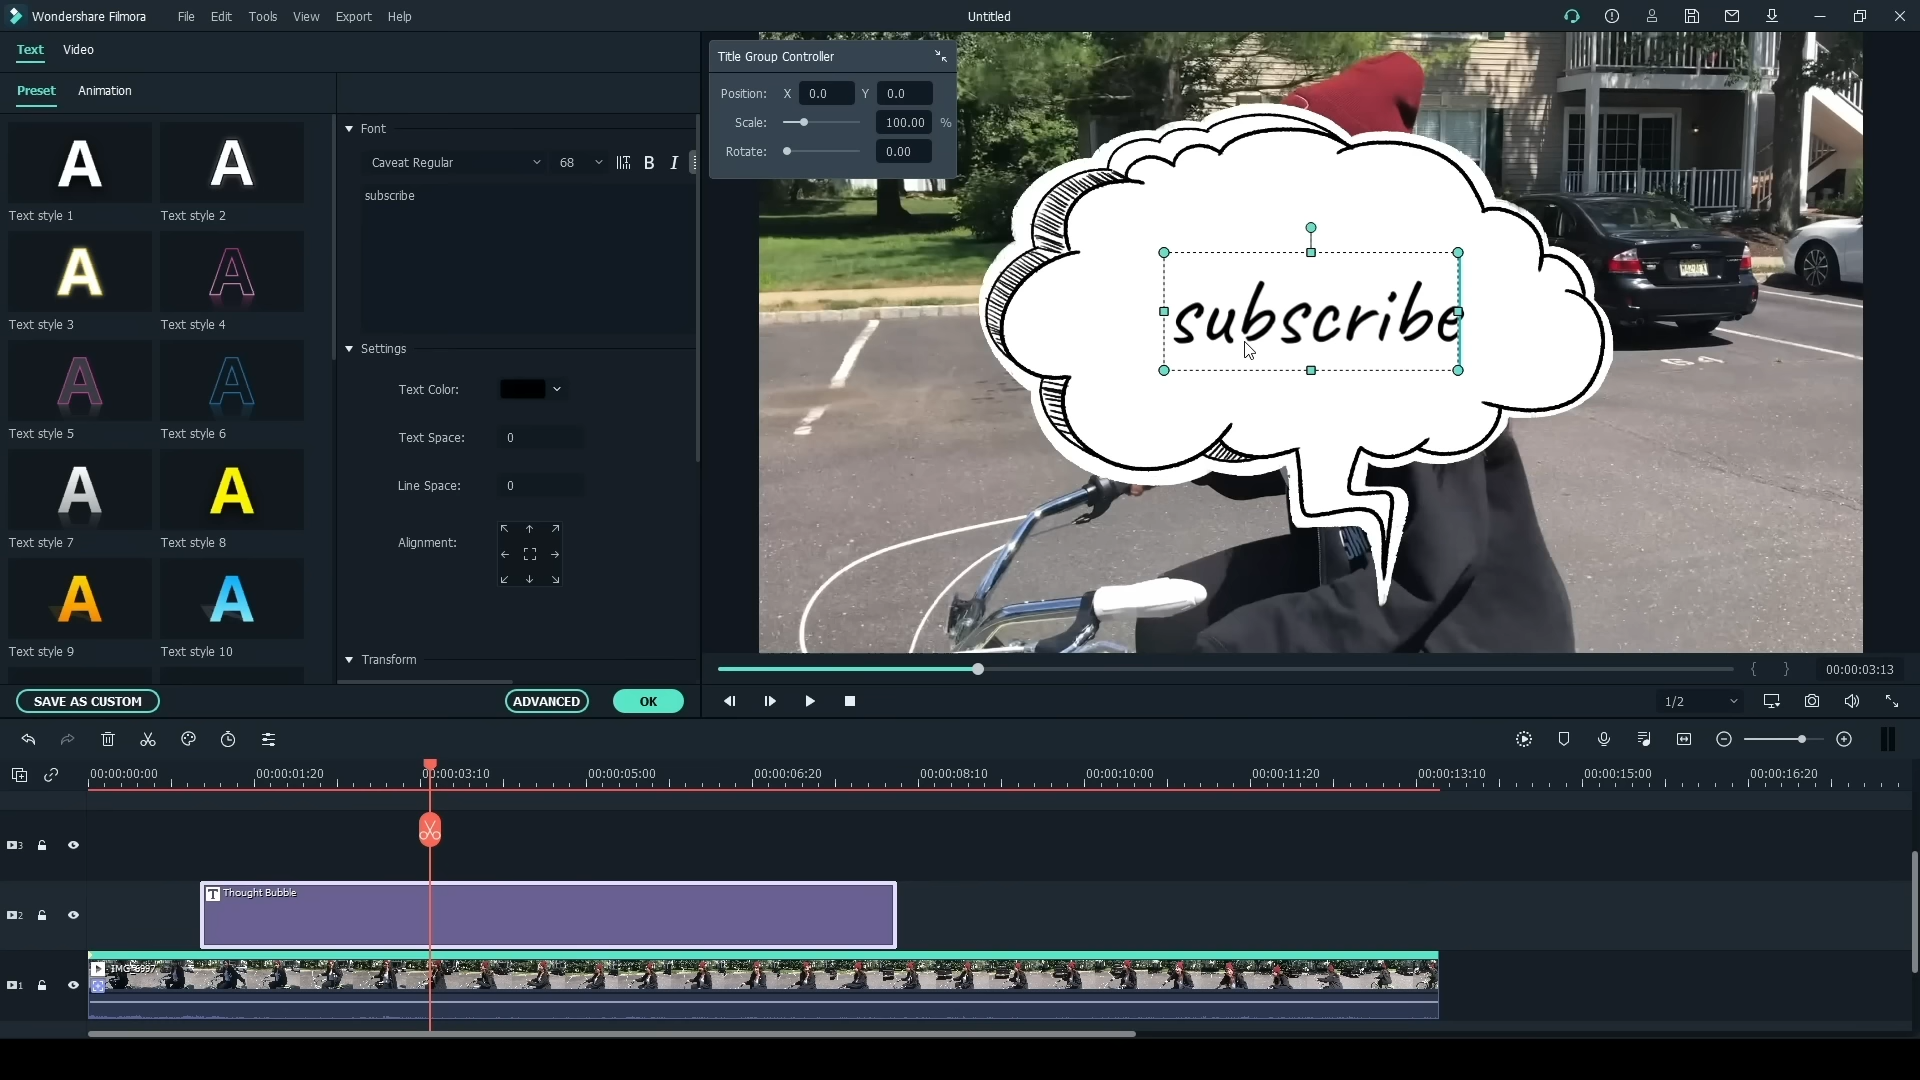 Wondershare Filmora File Edit Tools View Export Help Untitled
Text Video
Preset Animation
Title Group Controller
Position: X 0.0 Y 0.0
Scale: 100.00 %
Rotate: 0.00
Font
Caveat Regular 68 B I
subscribe
A A
Text style 1 Text style 2
A A
Text style 3 Text style 4
A A
Text style 5 Text style 6
A A
Text style 7 Text style 8
A A
Text style 9 Text style 10
Settings
Text Color:
Text Space: 0
Line Space: 0
Alignment:
Transform
subscribe
64
SAVE AS CUSTOM ADVANCED OK
00:00:03:13
1/2
00:00:00:00 00:00:01:20 00:00:03:10 00:00:05:00 00:00:06:20 00:00:08:10 00:00:10:00 00:00:11:20 00:00:13:10 00:00:15:00 00:00:16:20
3
2 T Thought Bubble
1